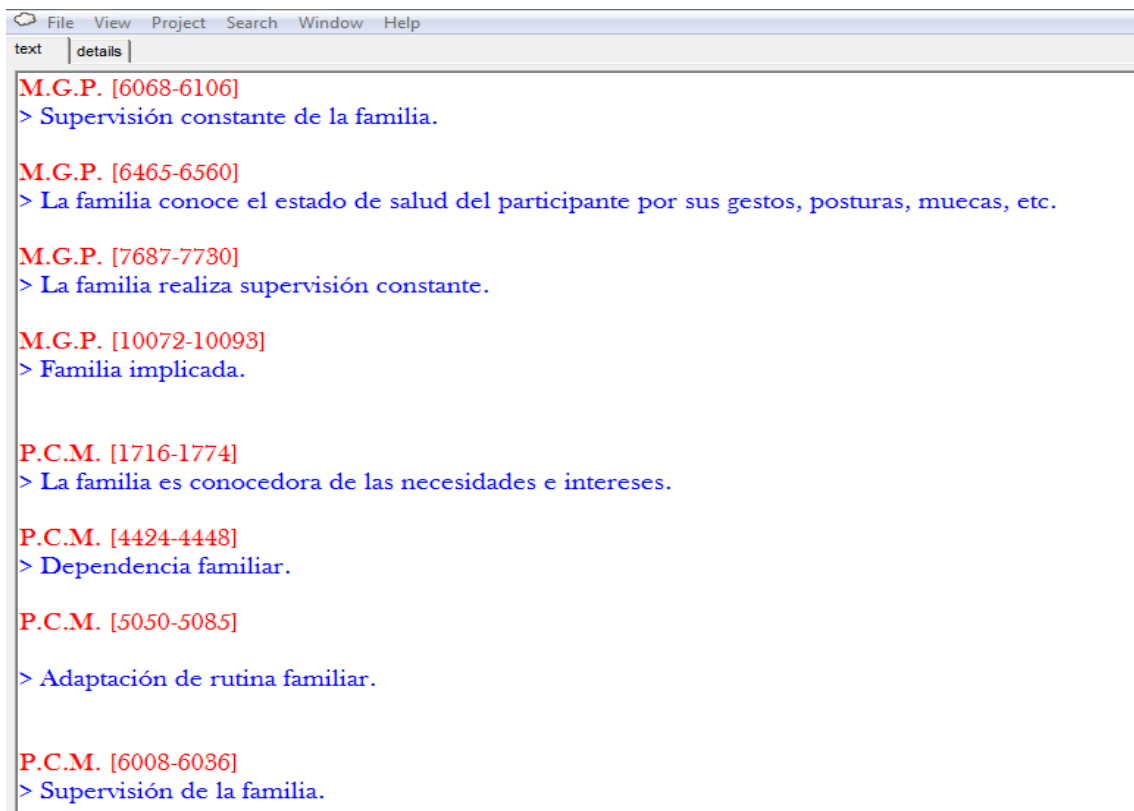 File View Project Search Window Help
text details
M.G.P. [6068-6106]
> Supervisión constante de la familia.
M.G.P. [6465-6560]
> La familia conoce el estado de salud del participante por sus gestos, posturas, muecas, etc.
M.G.P. [7687-7730]
> La familia realiza supervisión constante.
M.G.P. [10072-10093]
> Familia implicada.
P.C.M. [1716-1774]
> La familia es conocedora de las necesidades e intereses.
P.C.M. [4424-4448]
> Dependencia familiar.
P.C.M. [5050-5085]
> Adaptación de rutina familiar.
P.C.M. [6008-6036]
> Supervisión de la familia.